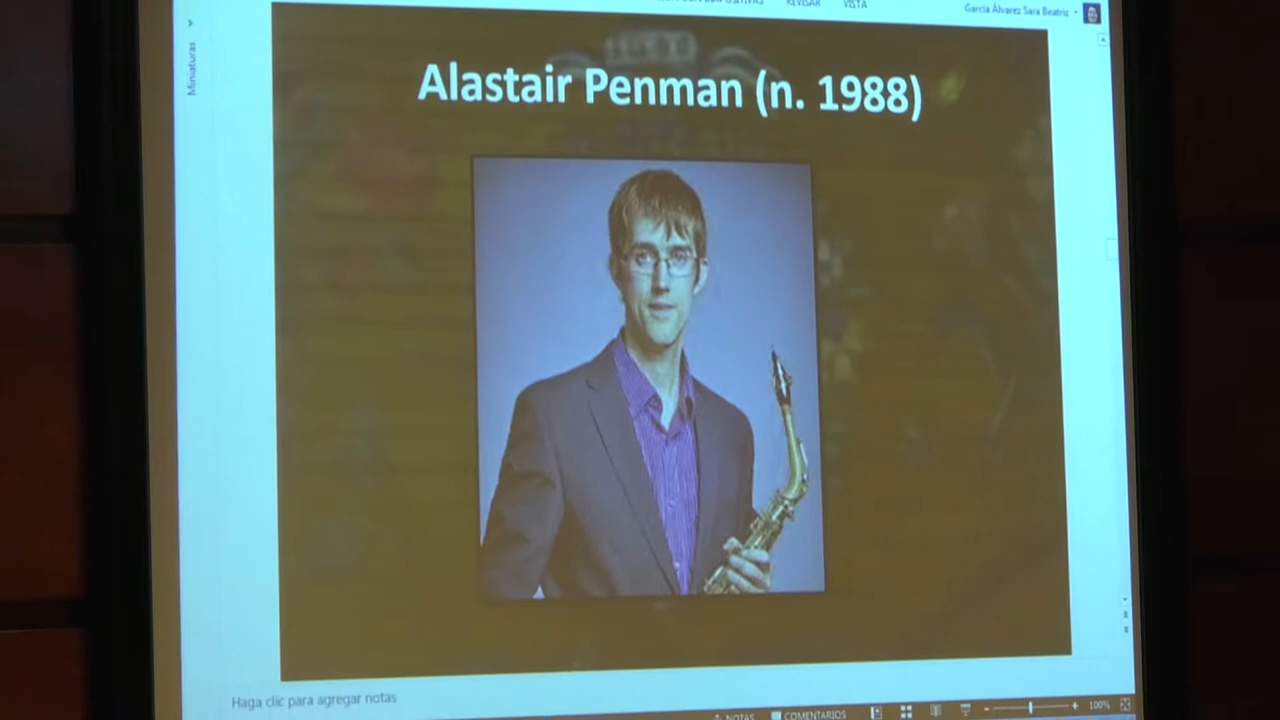 REVISAR
VISTA
García Álvarez Sara Beatriz
Miniaturas
Alastair Penman (n. 1988)
Haga clic para agregar notas
NOTAS
COMENTARIOS
100%